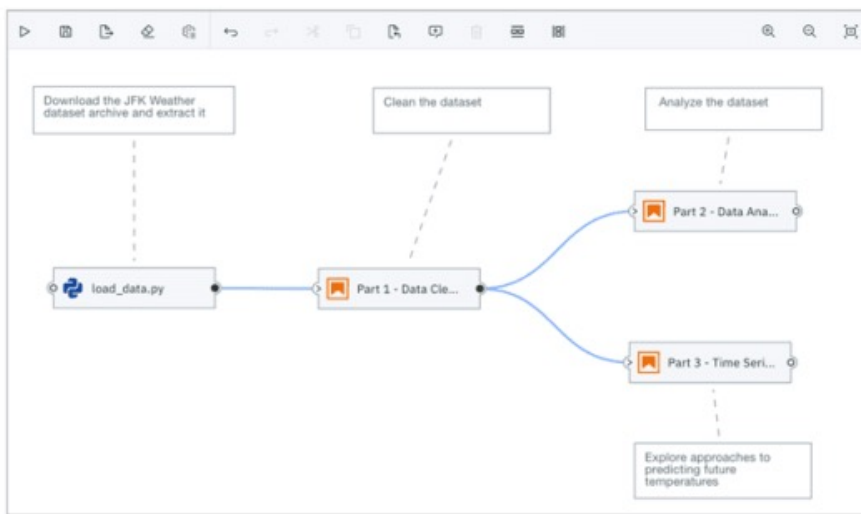 Download the JFK Weather
dataset archive and extract it
Clean the dataset
Analyze the dataset
Part 2 - Data Ana...
load_data.py
Part 1 - Data Cle...
Part 3 - Time Seri...
Explore approaches to
predicting future
temperatures